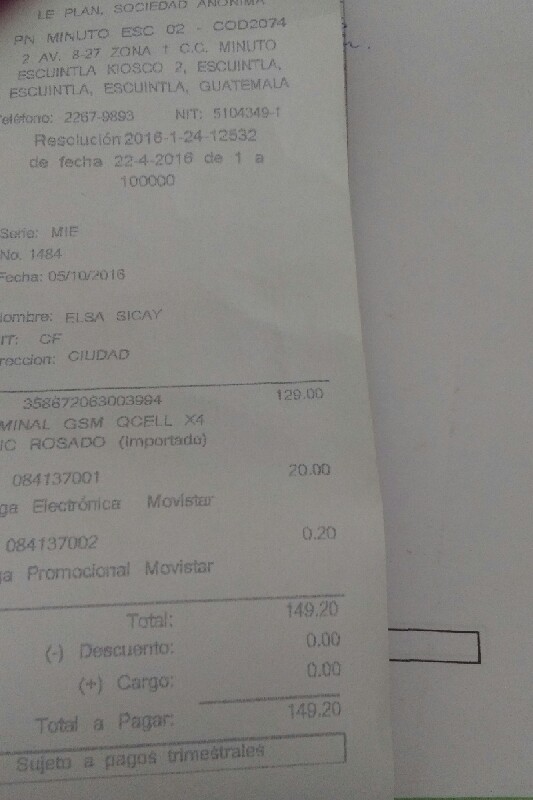 LE PLAN, SOCIEDAD ANONIMA
PN MINUTO ESC 02 - COD2074
2 AV. 8-27 ZONA 1 C.C. MINUTO
ESCUINTLA KIOSCO 2, ESCUINTLA,
ESCUINTLA, ESCUINTLA, GUATEMALA
eléfono: 2267-9893 NIT: 5104349-1
Resolución 2016-1-24-12532
de fecha 22-4-2016 de 1 a
100000
Serie: MIE
No. 1484
Fecha: 05/10/2016
ombre: ELSA SICAY
IT: CF
reccion: CIUDAD
358672063003994 129.00
MINAL GSM QCELL X4
IC ROSADO (Importado)
084137001 20.00
ga Electrónica Movistar
084137002 0.20
ga Promocional Movistar
Total: 149.20
(-) Descuento: 0.00
(+) Cargo: 0.00
Total a Pagar: 149.20
Sujeto a pagos trimestrales